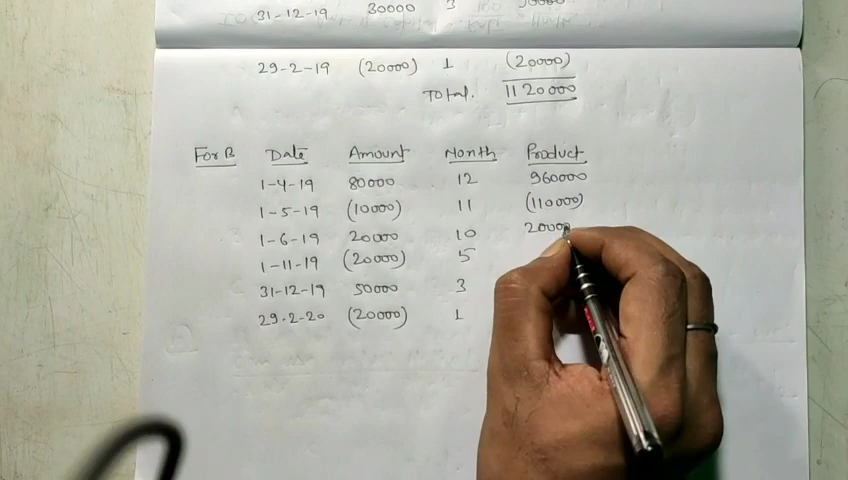 31-12-19 30000 3
29-2-19 (20000) 1 (20000)
Total. 1120000
For B Date Amount Month Product
1-4-19 80000 12 960000
1-5-19 (10000) 11 (110000)
1-6-19 20000 10 20000
1-11-19 (20000) 5
31-12-19 50000 3
29-2-20 (20000) 1